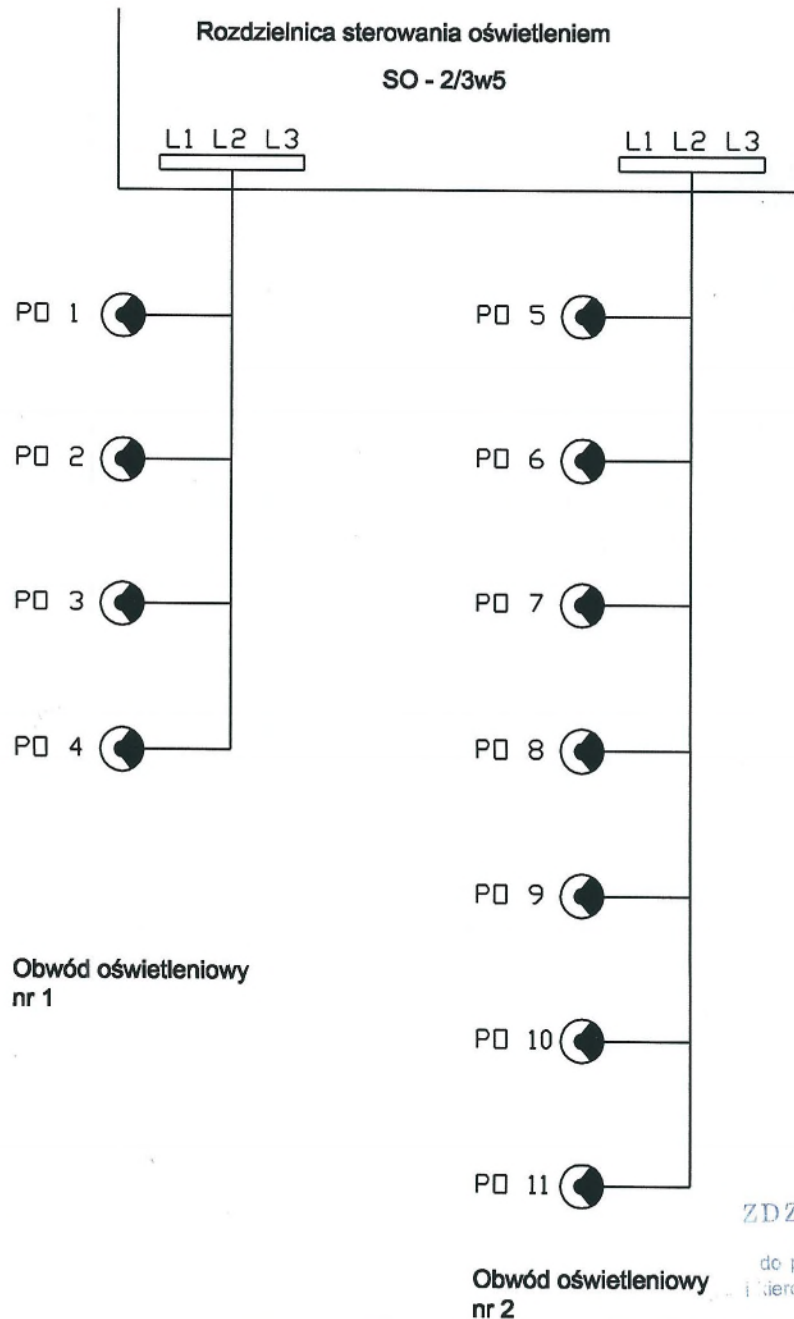 Rozdzielnica sterowania oświetleniem
SO - 2/3w5
L1 L2 L3
PO 1
PO 2
PO 3
PO 4
Obwód oświetleniowy
nr 1
L1 L2 L3
PO 5
PO 6
PO 7
PO 8
PO 9
PO 10
PO 11
Obwód oświetleniowy
nr 2
do